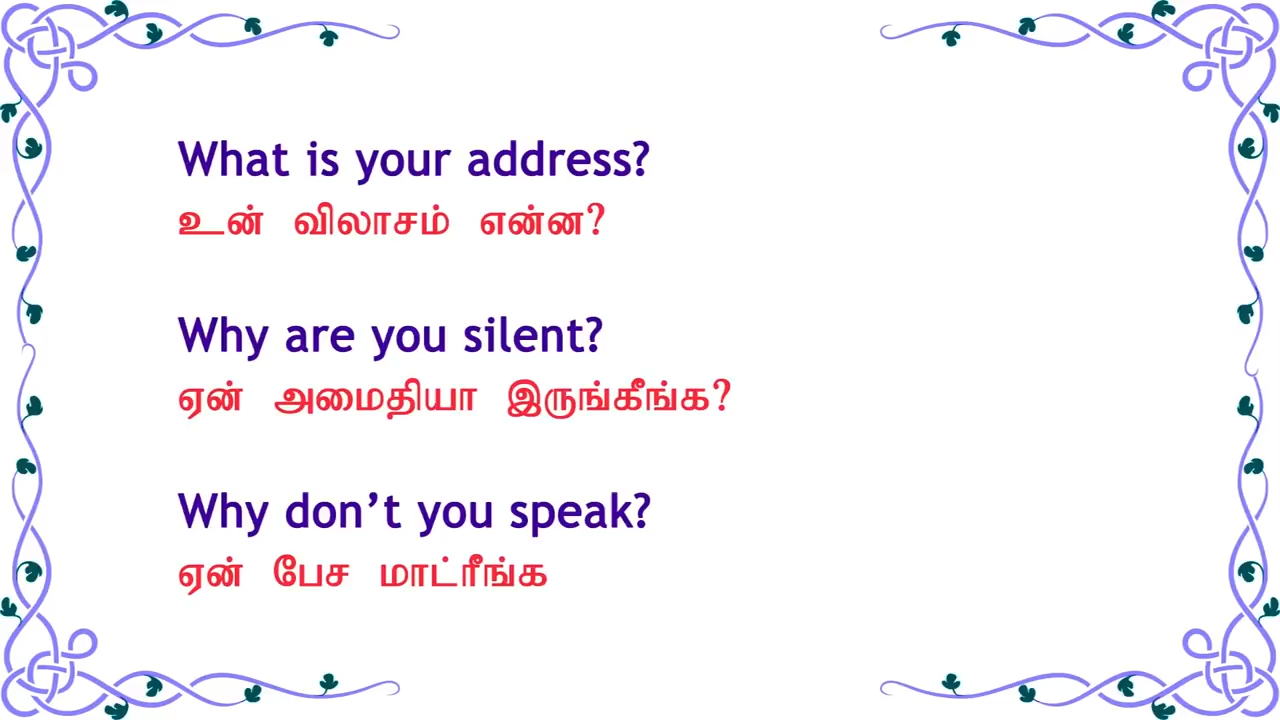 What is your address?
உன் விலாசம் என்ன?
Why are you silent?
ஏன் அமைதியா இருங்கீங்க?
Why don’t you speak?
ஏன் பேச மாட்ரீங்க